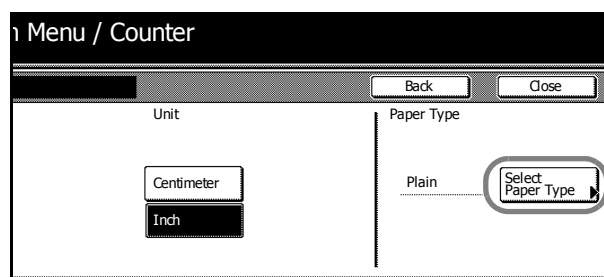 n Menu / Counter
Back Close
Unit Paper Type
Centimeter
Inch
Plain
Select
Paper Type